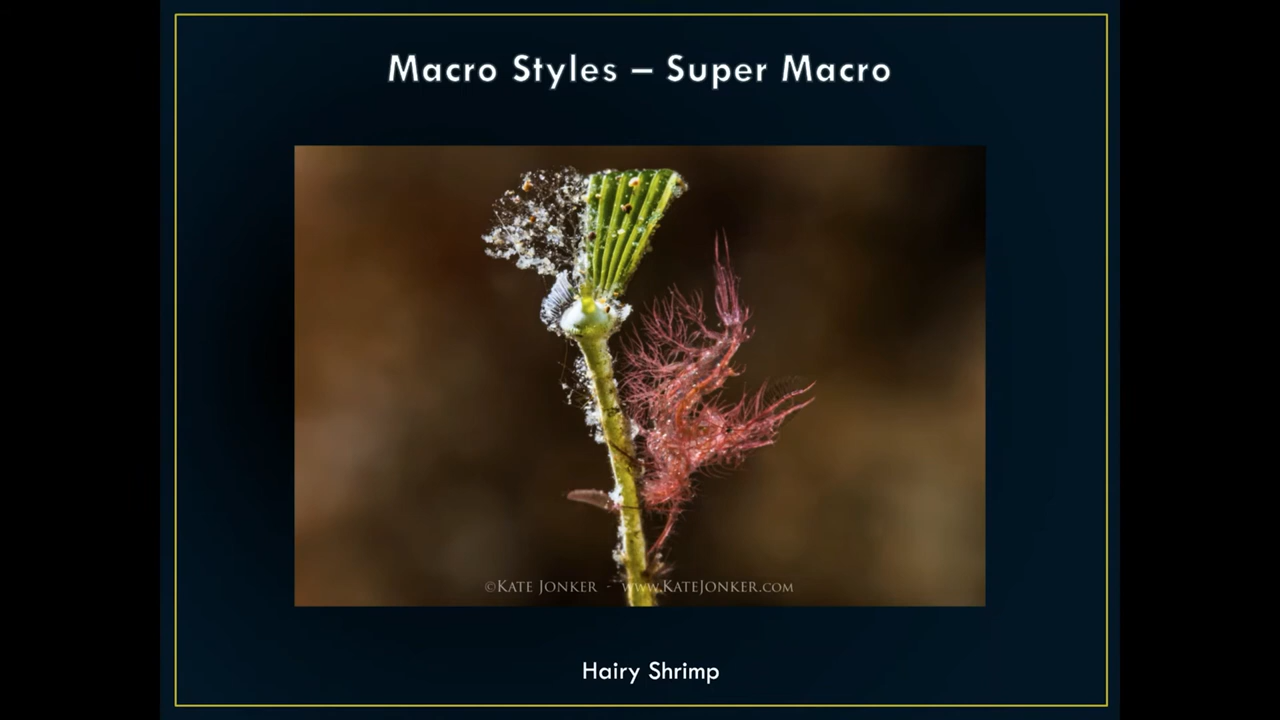 Macro Styles – Super Macro
©Kate Jonker - www.KateJonker.com
Hairy Shrimp